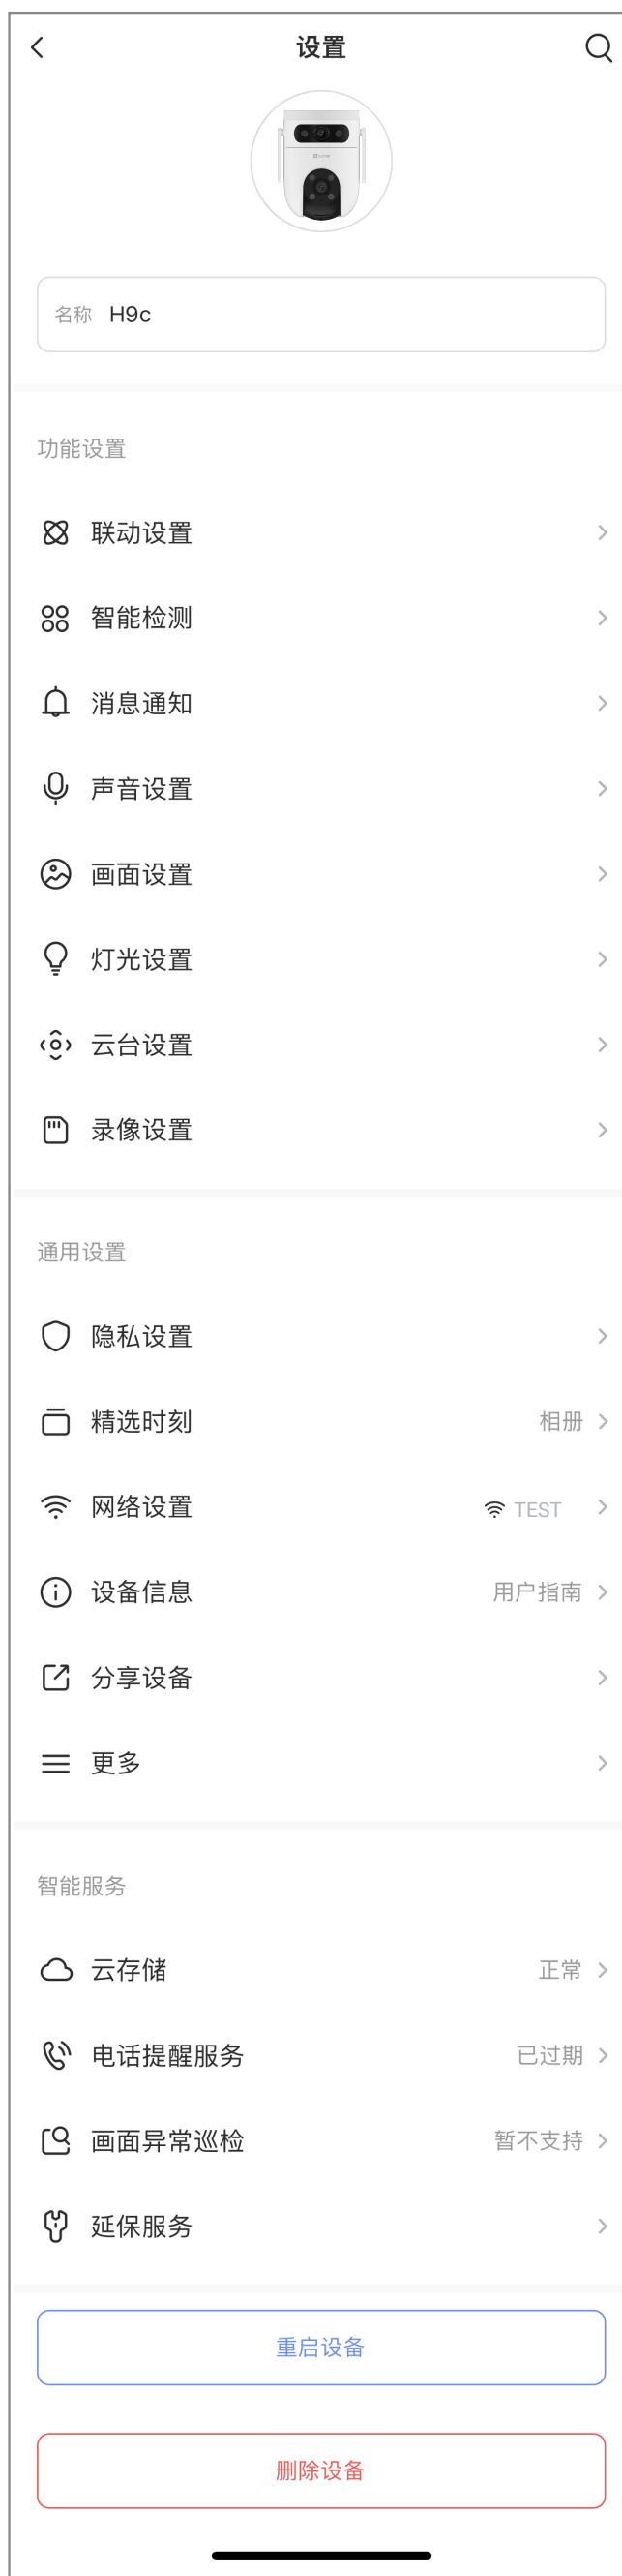 设置
名称 H9c
功能设置
联动设置
智能检测
消息通知
声音设置
画面设置
灯光设置
云台设置
录像设置
通用设置
隐私设置
精选时刻 相册
网络设置 TEST
设备信息 用户指南
分享设备
更多
智能服务
云存储 正常
电话提醒服务 已过期
画面异常巡检 暂不支持
延保服务
重启设备
删除设备